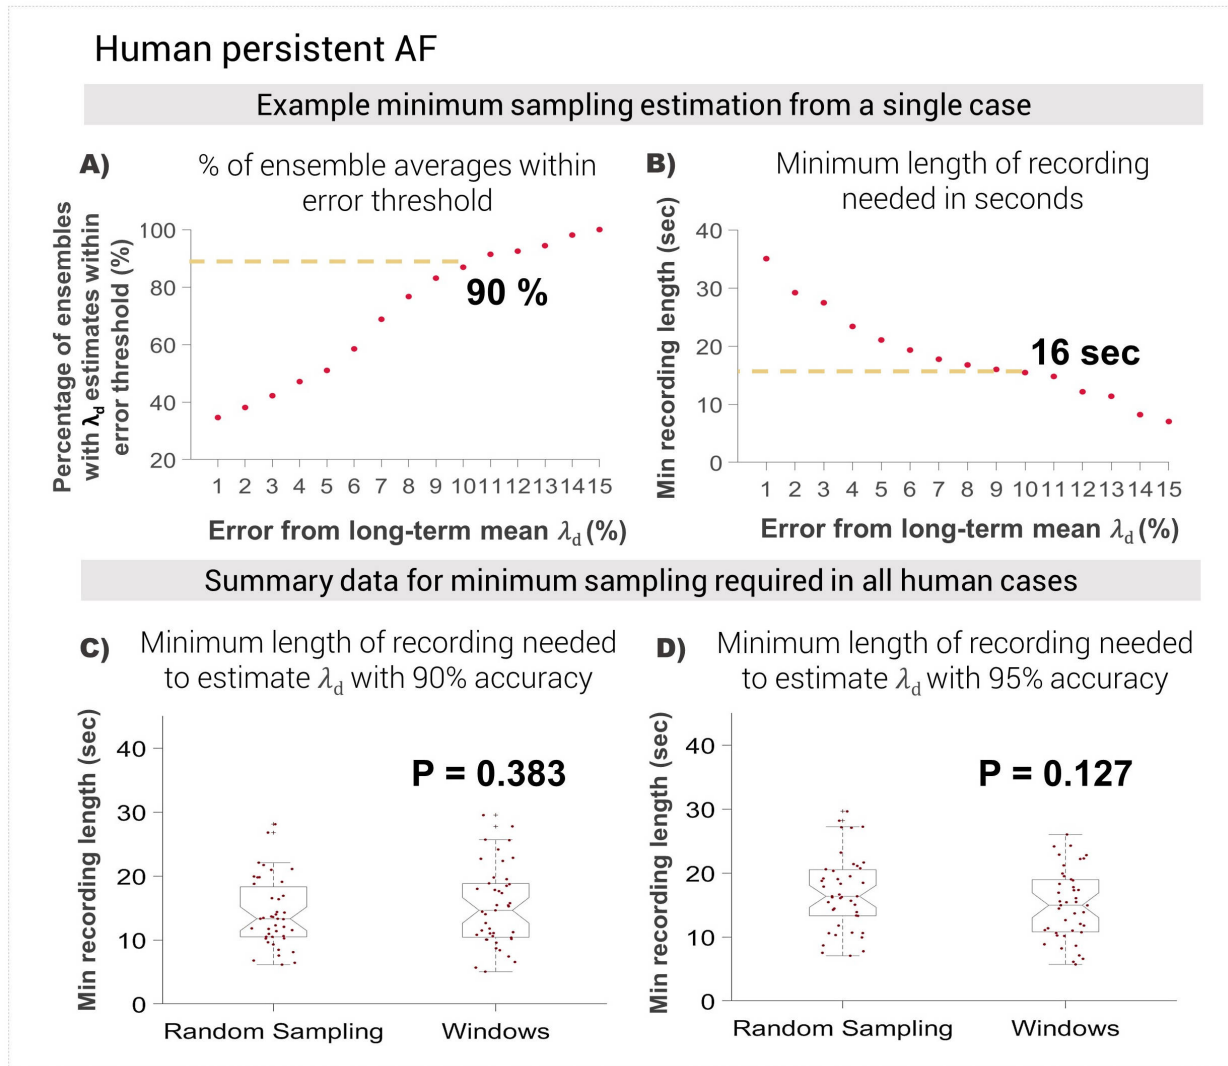 Human persistent AF
Example minimum sampling estimation from a single case
A)
% of ensemble averages within
error threshold
Percentage of ensembles
with λd estimates within
error threshold (%)
100
80
60
40
20
90 %
1 2 3 4 5 6 7 8 9 10 11 12 13 14 15
Error from long-term mean λd (%)
B)
Minimum length of recording
needed in seconds
Min recording length (sec)
40
30
20
10
0
16 sec
1 2 3 4 5 6 7 8 9 10 11 12 13 14 15
Error from long-term mean λd (%)
Summary data for minimum sampling required in all human cases
C)
Minimum length of recording needed
to estimate λd with 90% accuracy
Min recording length (sec)
40
30
20
10
0
P = 0.383
Random Sampling
Windows
D)
Minimum length of recording needed
to estimate λd with 95% accuracy
Min recording length (sec)
40
30
20
10
0
P = 0.127
Random Sampling
Windows